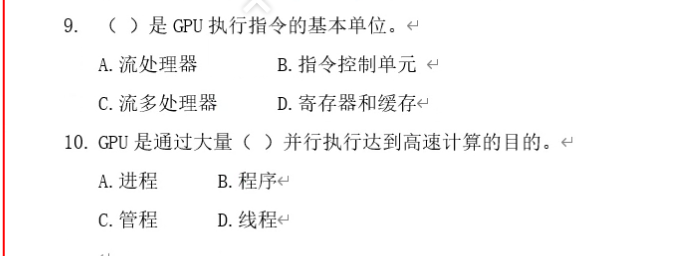 9. （ ）是 GPU 执行指令的基本单位。↵
A. 流处理器 B. 指令控制单元 ↵
C. 流多处理器 D. 寄存器和缓存↵
10. GPU 是通过大量（ ）并行执行达到高速计算的目的。↵
A. 进程 B. 程序↵
C. 管程 D. 线程↵